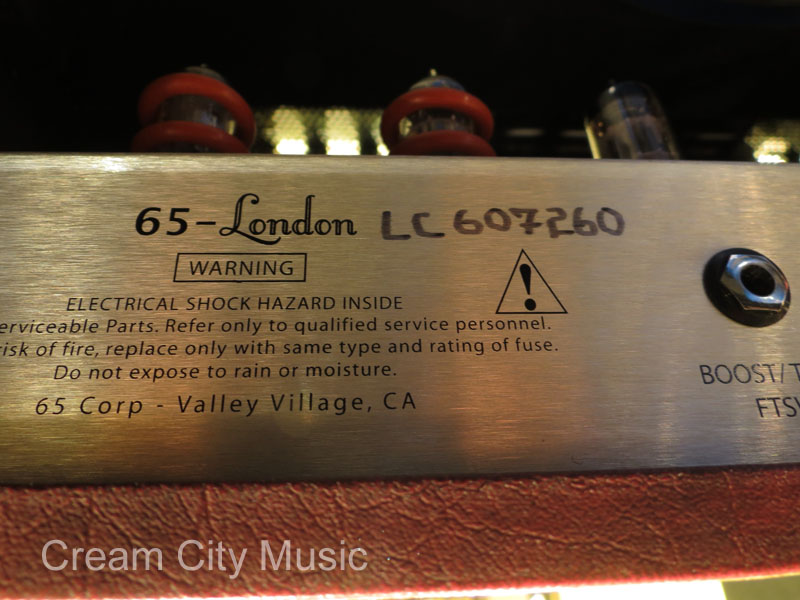 65-London LC607260
WARNING
ELECTRICAL SHOCK HAZARD INSIDE
erviceable Parts. Refer only to qualified service personnel.
risk of fire, replace only with same type and rating of fuse.
Do not expose to rain or moisture.
65 Corp - Valley Village, CA
BOOST/T
FTSW
Cream City Music